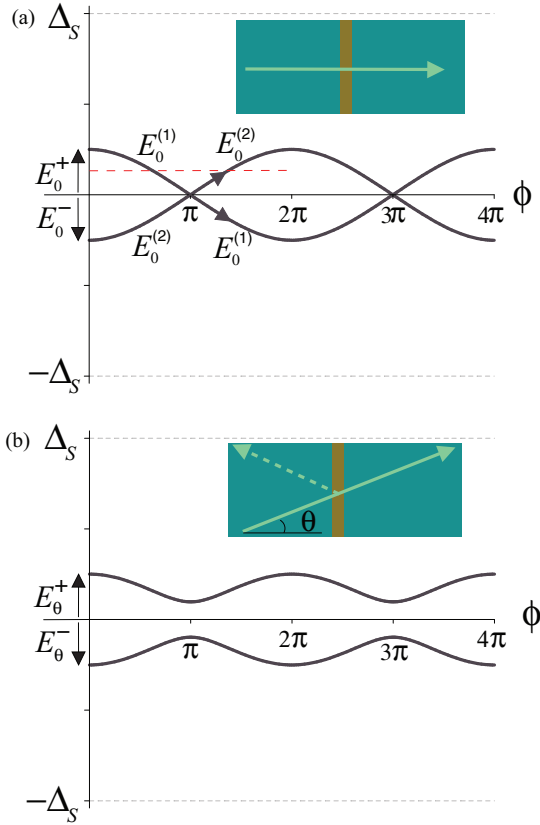 (a)
Δ_S
E_0^+
E_0^(1)
E_0^(2)
ϕ
E_0^-
E_0^(2)
E_0^(1)
π
2π
3π
4π
−Δ_S
(b)
Δ_S
θ
E_θ^+
ϕ
E_θ^-
π
2π
3π
4π
−Δ_S